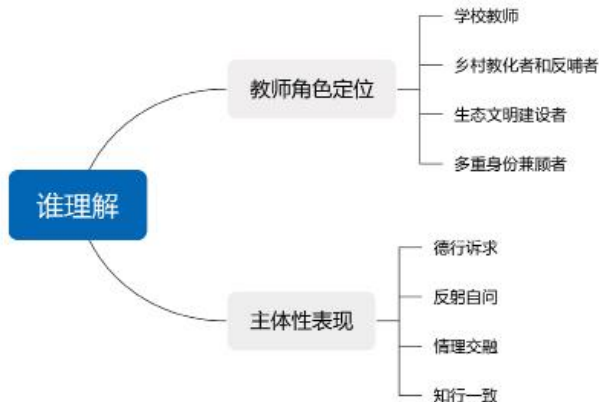 学校教师
乡村教化者和反哺者
教师角色定位
生态文明建设者
多重身份兼顾者
谁理解
德行诉求
反躬自问
主体性表现
情理交融
知行一致